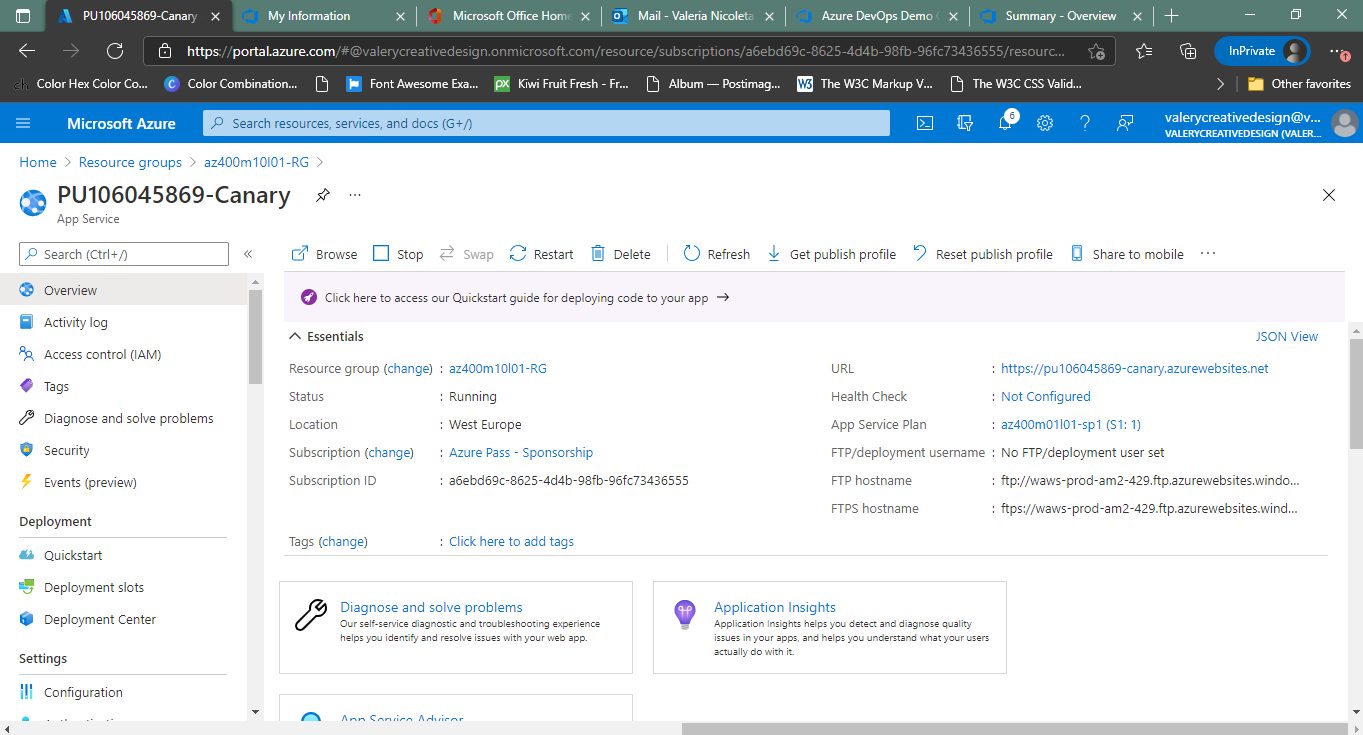 PU106045869-Canary
My Information
Microsoft Office Home
Mail - Valeria Nicoleta
Azure DevOps Demo
Summary - Overview
https://portal.azure.com/#@valerycreativedesign.onmicrosoft.com/resource/subscriptions/a6ebd69c-8625-4d4b-98fb-96fc73436555/resourc...
InPrivate
ch Color Hex Color Co...
C Color Combination...
Font Awesome Exa...
px Kiwi Fruit Fresh - Fr...
Album — Postimag...
W3 The W3C Markup V...
The W3C CSS Valid...
Other favorites
Microsoft Azure
Search resources, services, and docs (G+/)
6
valerycreativedesign@v...
VALERYCREATIVEDESIGN (VALER...
Home > Resource groups > az400m10l01-RG >
PU106045869-Canary
...
App Service
Search (Ctrl+/)
«
Browse
Stop
Swap
Restart
Delete
Refresh
Get publish profile
Reset publish profile
Share to mobile
...
Overview
Activity log
Access control (IAM)
Tags
Diagnose and solve problems
Security
Events (preview)
Deployment
Quickstart
Deployment slots
Deployment Center
Settings
Configuration
Click here to access our Quickstart guide for deploying code to your app →
Essentials
JSON View
Resource group (change) : az400m10l01-RG
Status : Running
Location : West Europe
Subscription (change) : Azure Pass - Sponsorship
Subscription ID : a6ebd69c-8625-4d4b-98fb-96fc73436555
URL : https://pu106045869-canary.azurewebsites.net
Health Check : Not Configured
App Service Plan : az400m01l01-sp1 (S1: 1)
FTP/deployment username : No FTP/deployment user set
FTP hostname : ftp://waws-prod-am2-429.ftp.azurewebsites.windo...
FTPS hostname : ftps://waws-prod-am2-429.ftp.azurewebsites.wind...
Tags (change) : Click here to add tags
Diagnose and solve problems
Our self-service diagnostic and troubleshooting experience
helps you identify and resolve issues with your web app.
Application Insights
Application Insights helps you detect and diagnose quality
issues in your apps, and helps you understand what your users
actually do with it.
App Service Advisor